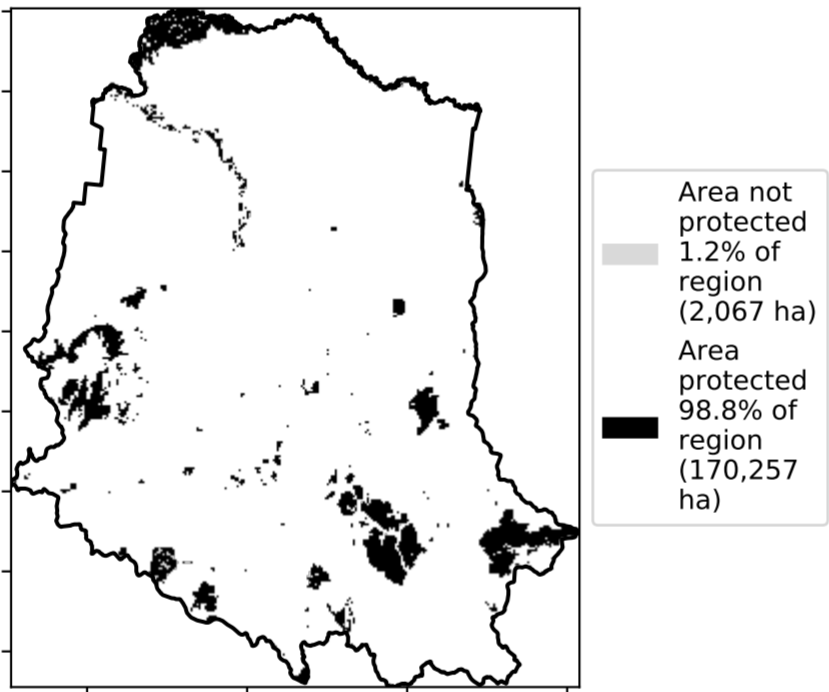 Area not
protected
1.2% of
region
(2,067 ha)
Area
protected
98.8% of
region
(170,257
ha)